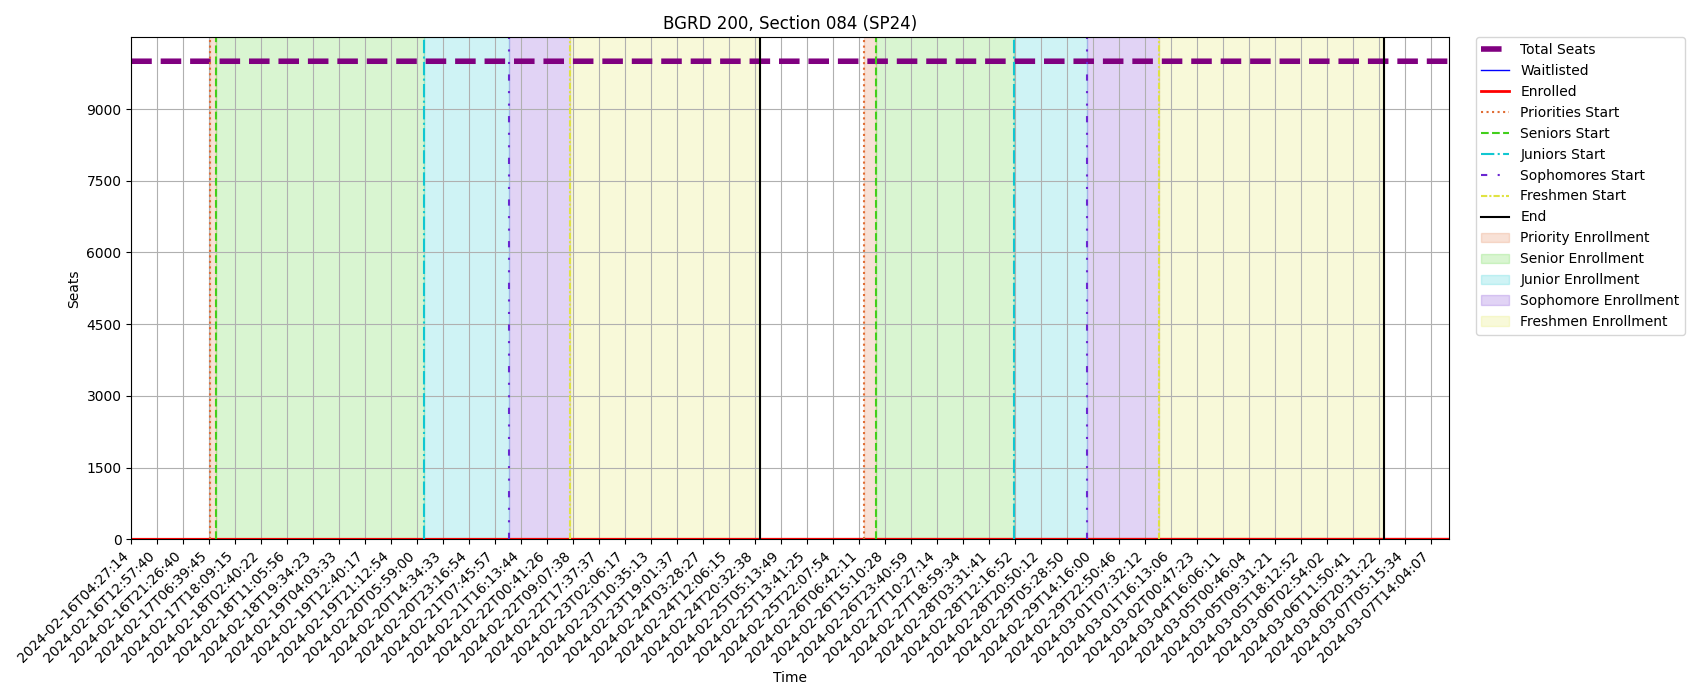 BGRD 200, Section 084 (SP24)
Total Seats
Waitlisted
Enrolled
Priorities Start
Seniors Start
Juniors Start
Sophomores Start
Freshmen Start
End
Priority Enrollment
Senior Enrollment
Junior Enrollment
Sophomore Enrollment
Freshmen Enrollment
Seats
9000
7500
6000
4500
3000
1500
0
2024-02-16T04:27:14
2024-02-16T12:57:40
2024-02-16T21:26:40
2024-02-17T06:39:45
2024-02-17T18:09:15
2024-02-18T02:40:22
2024-02-18T11:05:56
2024-02-18T19:34:23
2024-02-19T04:03:33
2024-02-19T12:40:17
2024-02-19T21:12:54
2024-02-20T05:59:00
2024-02-20T14:34:33
2024-02-20T23:16:54
2024-02-21T07:45:57
2024-02-21T16:13:44
2024-02-22T00:41:26
2024-02-22T09:07:38
2024-02-22T17:37:37
2024-02-23T02:06:17
2024-02-23T10:35:13
2024-02-23T19:01:37
2024-02-24T03:28:27
2024-02-24T12:06:15
2024-02-24T20:32:38
2024-02-25T05:13:49
2024-02-25T13:41:25
2024-02-25T22:07:54
2024-02-26T06:42:11
2024-02-26T15:10:28
2024-02-26T23:40:59
2024-02-27T10:27:14
2024-02-27T18:59:34
2024-02-28T03:31:41
2024-02-28T12:16:52
2024-02-28T20:50:12
2024-02-29T05:28:50
2024-02-29T14:16:00
2024-02-29T22:50:46
2024-03-01T07:32:12
2024-03-01T16:13:06
2024-03-02T00:47:23
2024-03-04T16:06:11
2024-03-05T00:46:04
2024-03-05T09:31:21
2024-03-05T18:12:52
2024-03-06T02:54:02
2024-03-06T11:50:41
2024-03-06T20:31:22
2024-03-07T05:15:34
2024-03-07T14:04:07
Time